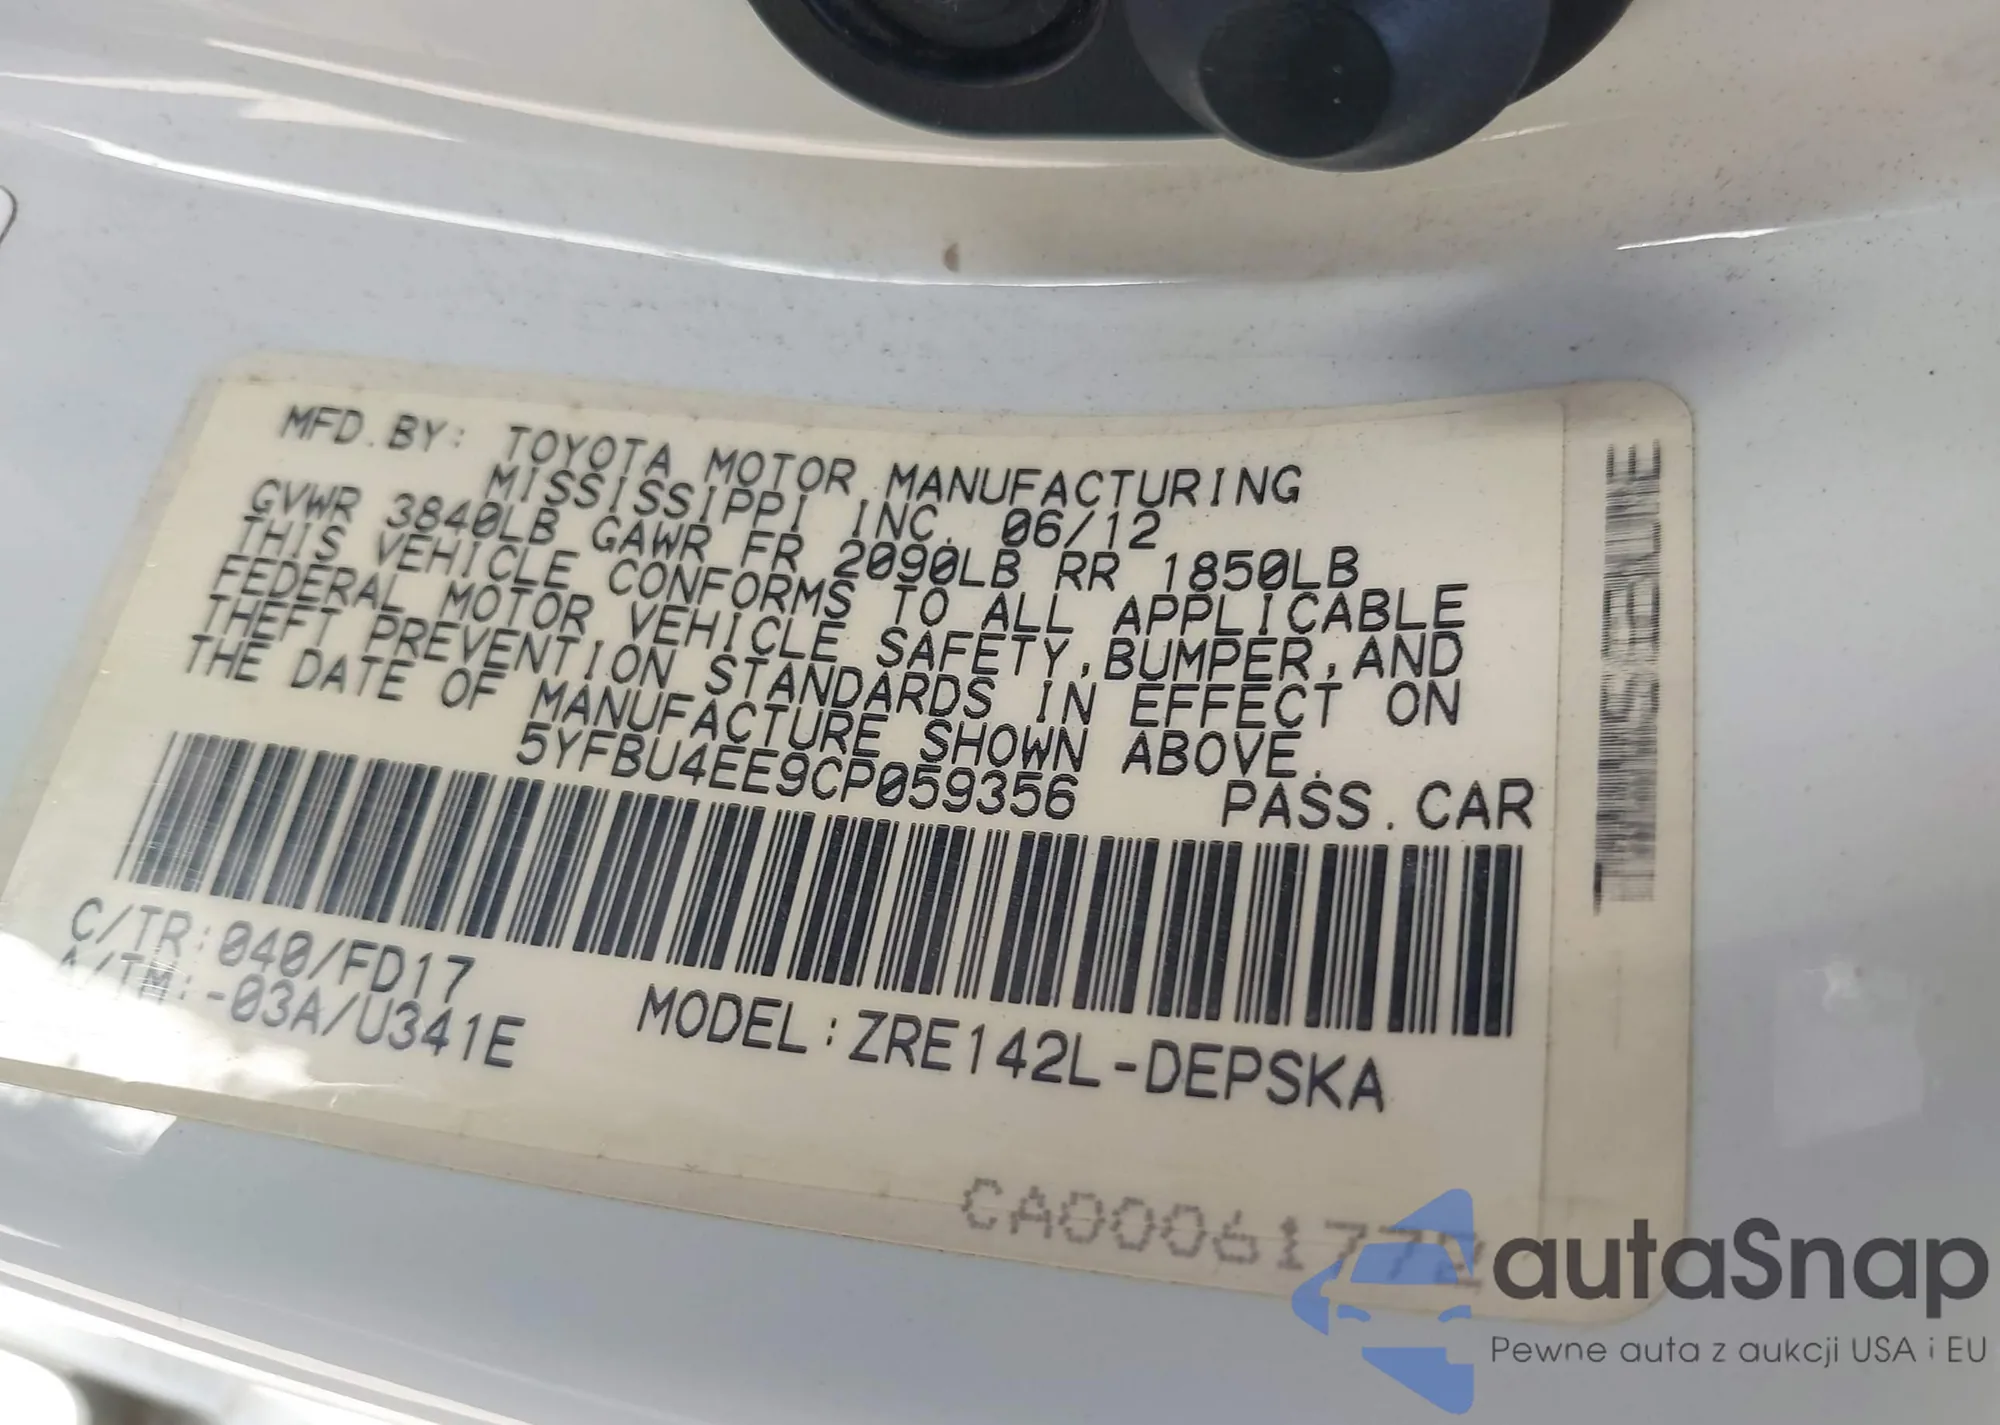 MFD.BY: TOYOTA MOTOR MANUFACTURING
MISSISSIPPI INC. 06/12
GVWR 3840LB GAWR FR 2090LB RR 1850LB
THIS VEHICLE CONFORMS TO ALL APPLICABLE
FEDERAL MOTOR VEHICLE SAFETY,BUMPER,AND
THEFT PREVENTION STANDARDS IN EFFECT ON
THE DATE OF MANUFACTURE SHOWN ABOVE.
5YFBU4EE9CP059356 PASS.CAR
C/TR:040/FD17
A/TM:-03A/U341E
MODEL:ZRE142L-DEPSKA
CA00061772
autaSnap
Pewne auta z aukcji USA i EU